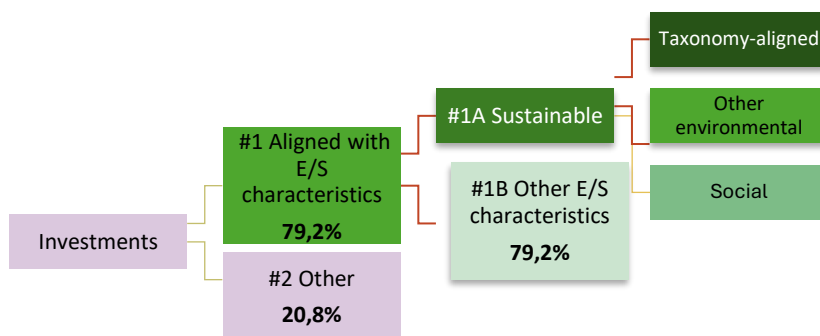 Taxonomy-aligned
#1A Sustainable
Other
environmental
#1 Aligned with
E/S
characteristics
79,2%
#1B Other E/S
characteristics
79,2%
Social
Investments
#2 Other
20,8%